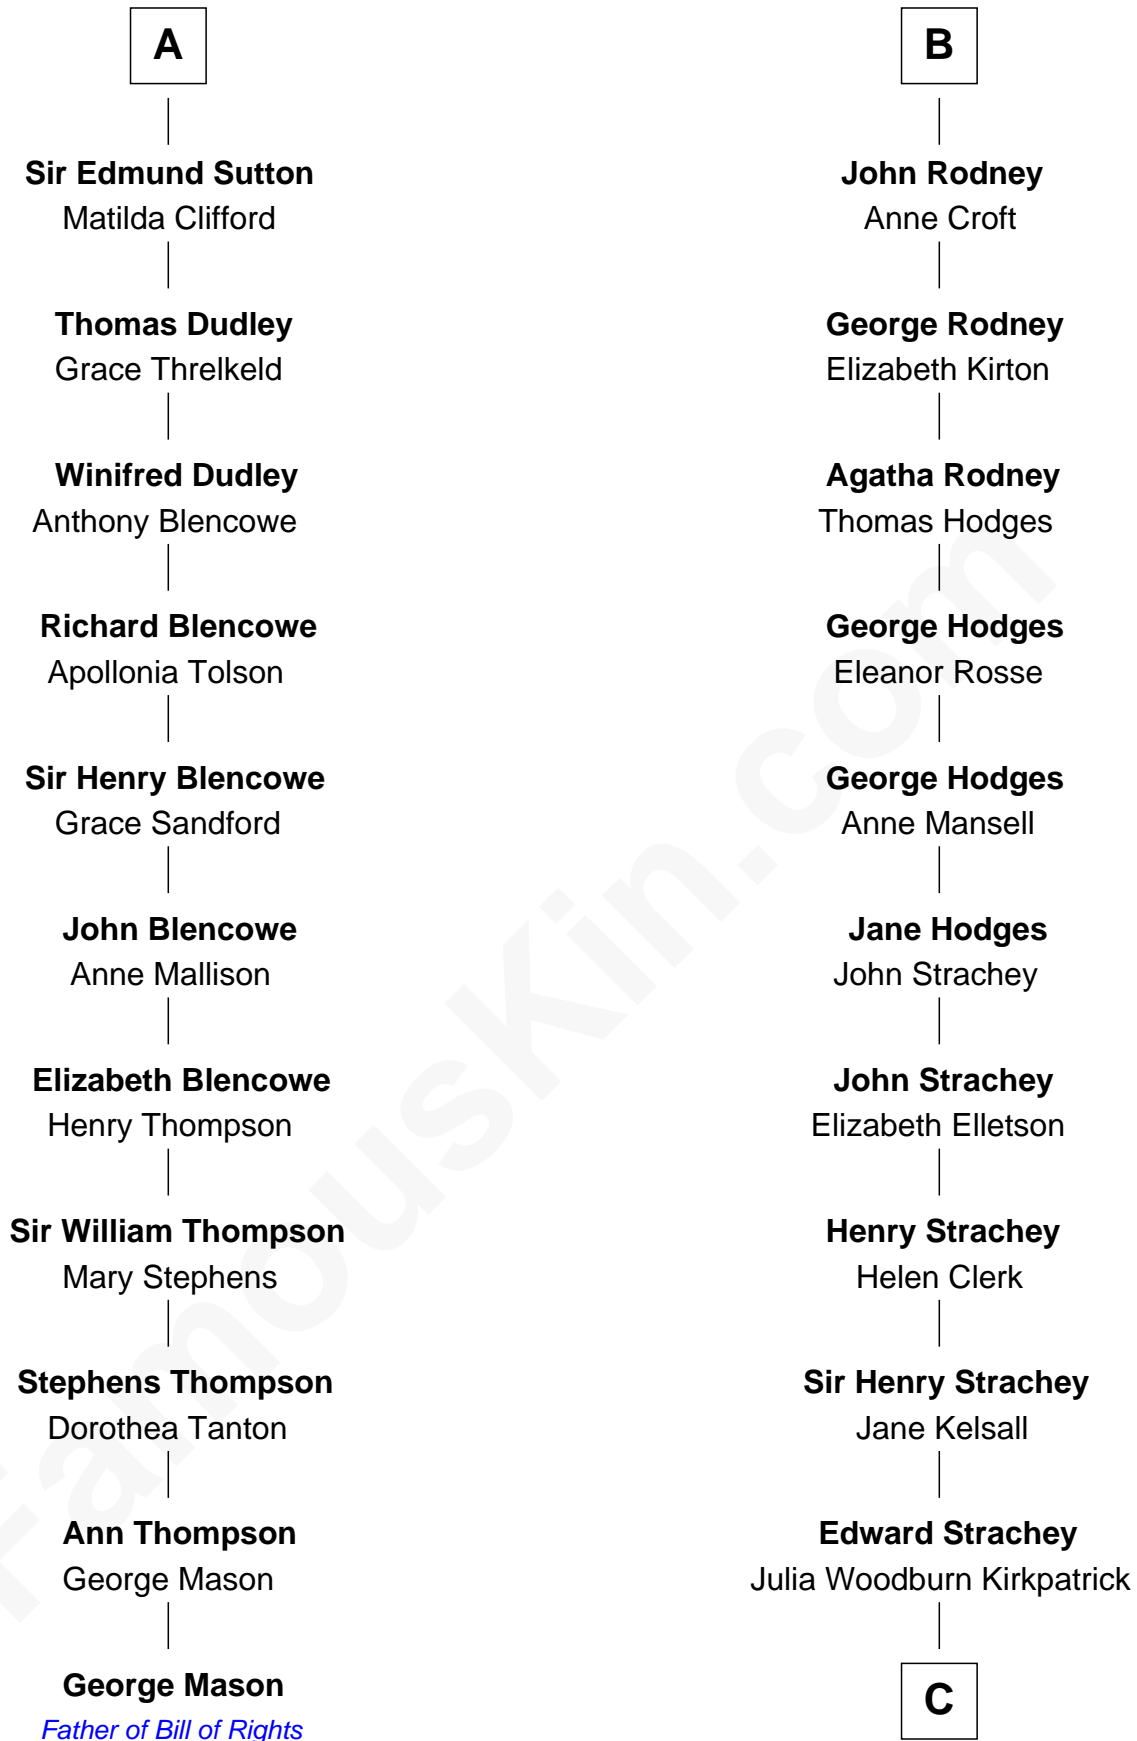 A
Sir Edmund Sutton
Matilda Clifford
Thomas Dudley
Grace Threlkeld
Winifred Dudley
Anthony Blencowe
Richard Blencowe
Apollonia Tolson
Sir Henry Blencowe
Grace Sandford
John Blencowe
Anne Mallison
Elizabeth Blencowe
Henry Thompson
Sir William Thompson
Mary Stephens
Stephens Thompson
Dorothea Tanton
Ann Thompson
George Mason
George Mason
Father of Bill of Rights
B
John Rodney
Anne Croft
George Rodney
Elizabeth Kirton
Agatha Rodney
Thomas Hodges
George Hodges
Eleanor Rosse
George Hodges
Anne Mansell
Jane Hodges
John Strachey
John Strachey
Elizabeth Elletson
Henry Strachey
Helen Clerk
Sir Henry Strachey
Jane Kelsall
Edward Strachey
Julia Woodburn Kirkpatrick
C
FamousKin.com